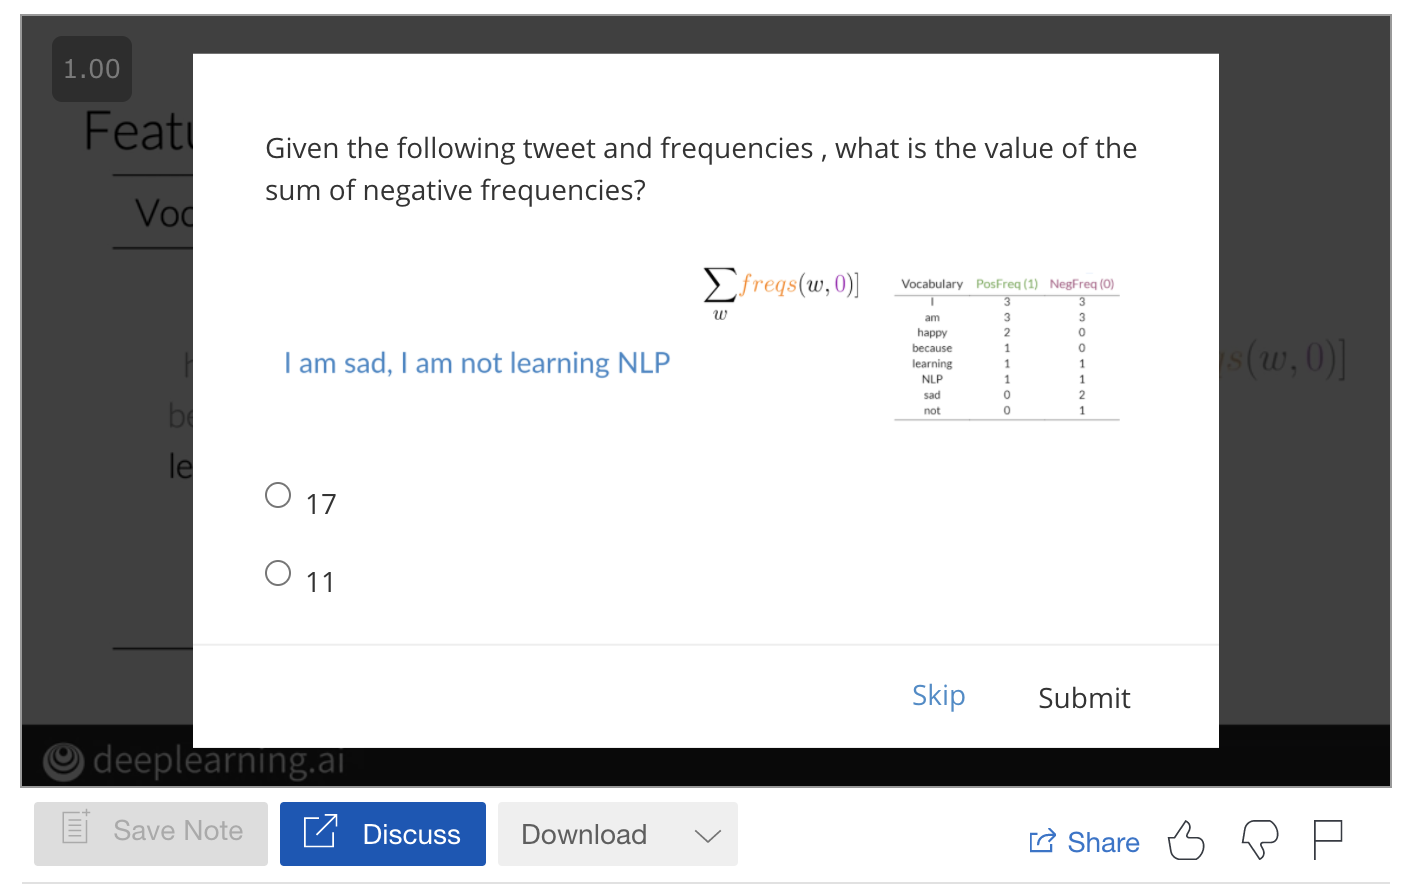 1.00
Featu
Voc
Given the following tweet and frequencies , what is the value of the
sum of negative frequencies?
∑ freqs(w, 0)]
w
Vocabulary PosFreq (1) NegFreq (0)
I 3 3
am 3 3
happy 2 0
because 1 0
learning 1 1
NLP 1 1
sad 0 2
not 0 1
I am sad, I am not learning NLP
h
be
le
s(w, 0)]
17
11
Skip Submit
deeplearning.ai
Save Note Discuss Download Share